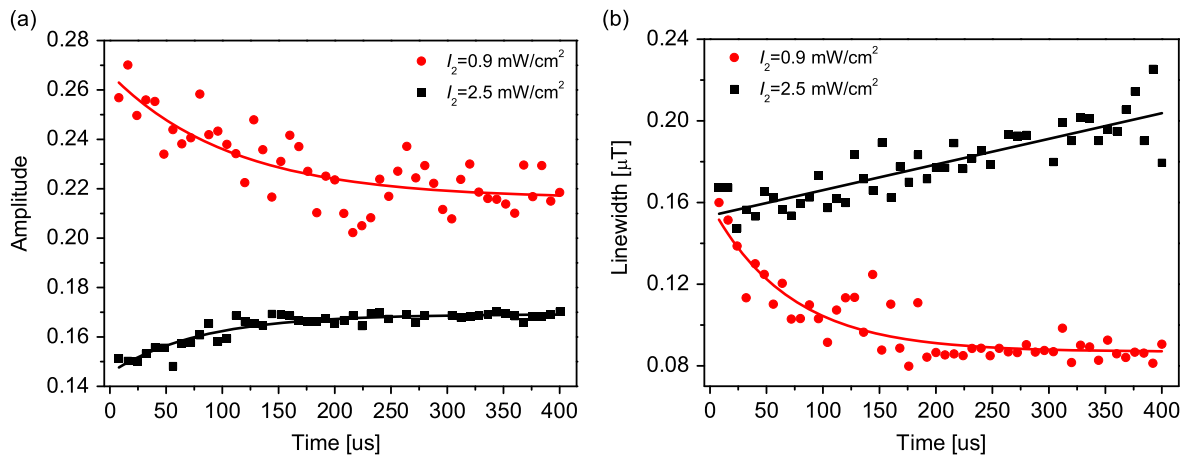 (a)
0.28
0.26
0.24
0.22
0.20
0.18
0.16
0.14
Amplitude
I₂=0.9 mW/cm²
I₂=2.5 mW/cm²
0 50 100 150 200 250 300 350 400
Time [us]
(b)
0.24
0.20
0.16
0.12
0.08
Linewidth [μT]
I₂=0.9 mW/cm²
I₂=2.5 mW/cm²
0 50 100 150 200 250 300 350 400
Time [us]